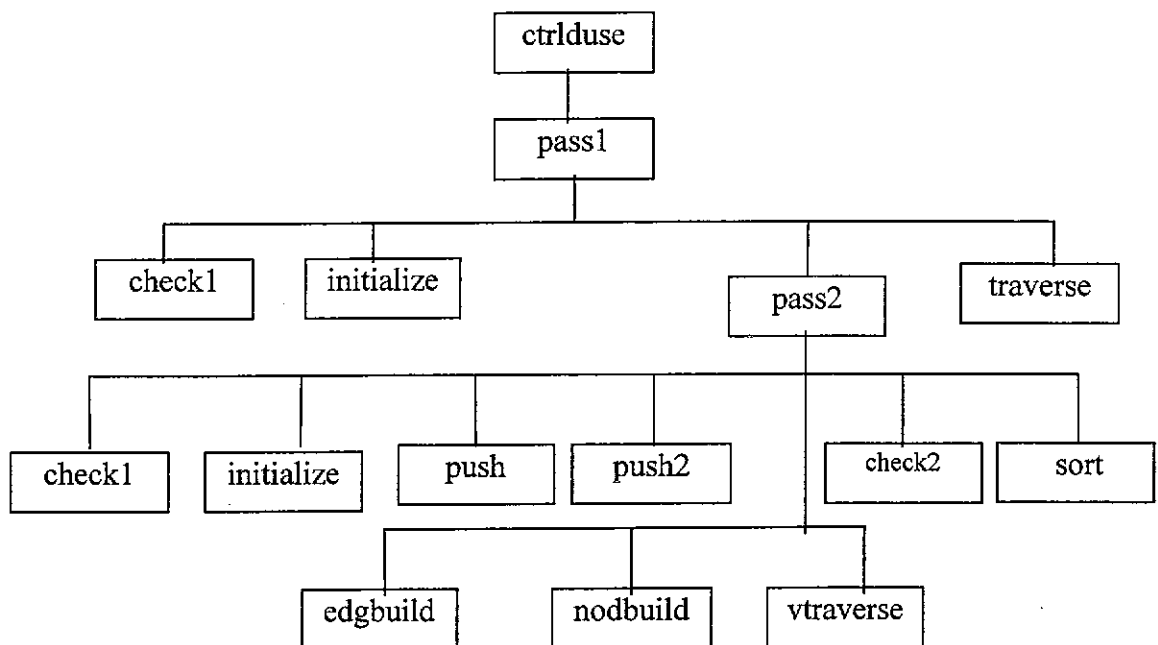 ctrlduse
pass1
check1
initialize
pass2
traverse
check1
initialize
push
push2
check2
sort
edgbuild
nodbuild
vtraverse